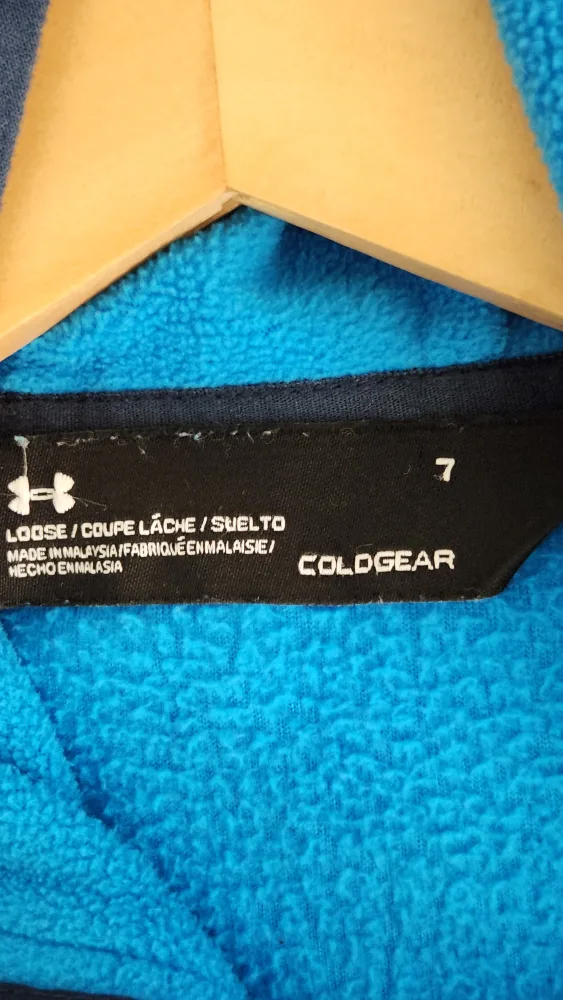 7
LOOSE / COUPE LÂCHE / SUELTO
MADE IN MALAYSIA/FABRIQUÉ EN MALAISIE/
HECHO EN MALASIA
COLDGEAR